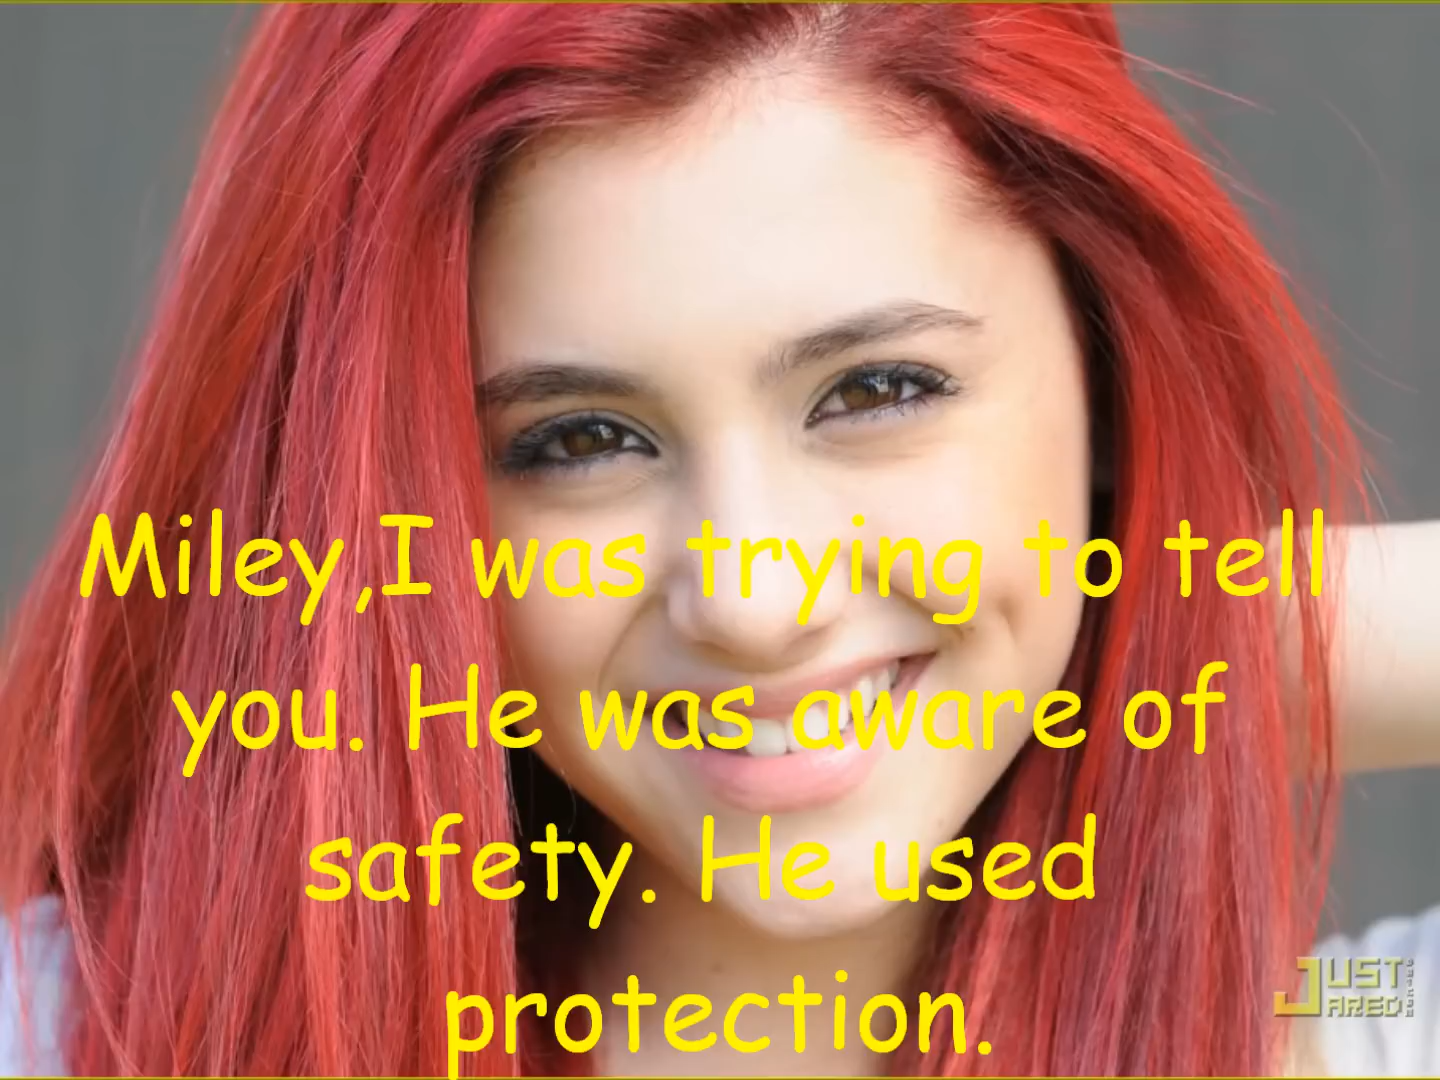 Miley,I was trying to tell
you. He was aware of
safety. He used
protection.
JUST
JARED